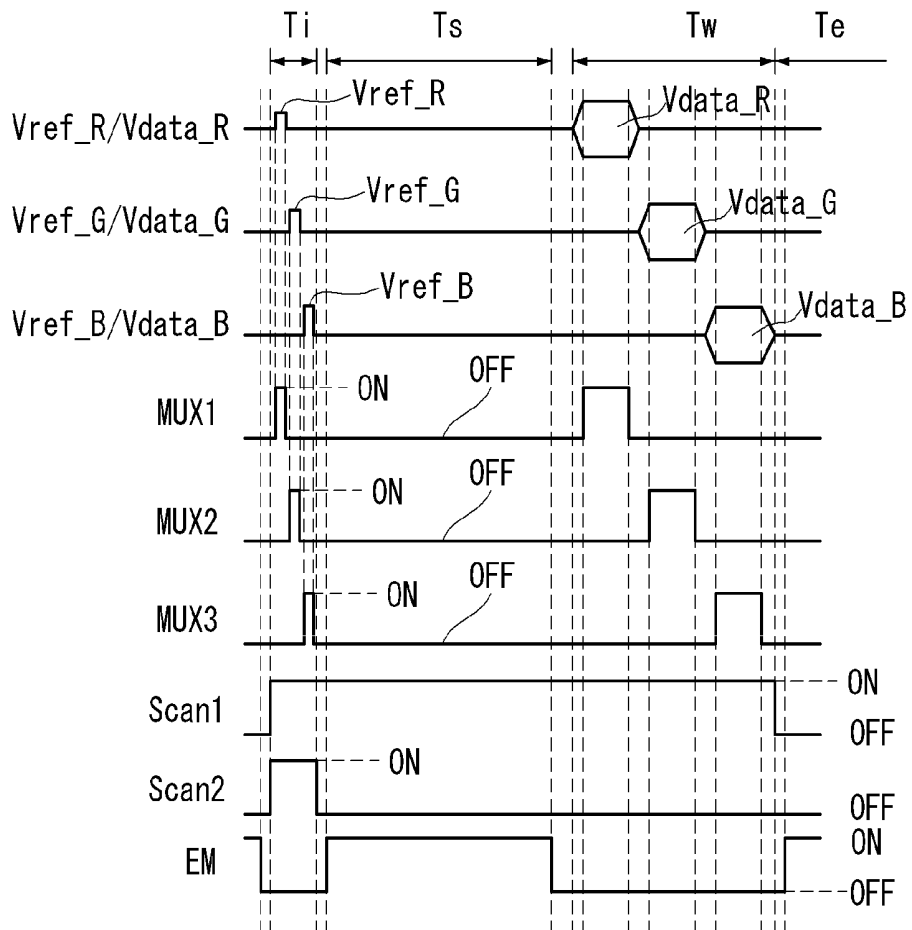 Ti Ts Tw Te
Vref_R
Vdata_R
Vref_R/Vdata_R
Vref_G
Vdata_G
Vref_G/Vdata_G
Vref_B
Vdata_B
Vref_B/Vdata_B
ON OFF
MUX1
ON OFF
MUX2
ON OFF
MUX3
ON
Scan1
OFF
ON
Scan2
OFF
ON
EM
OFF